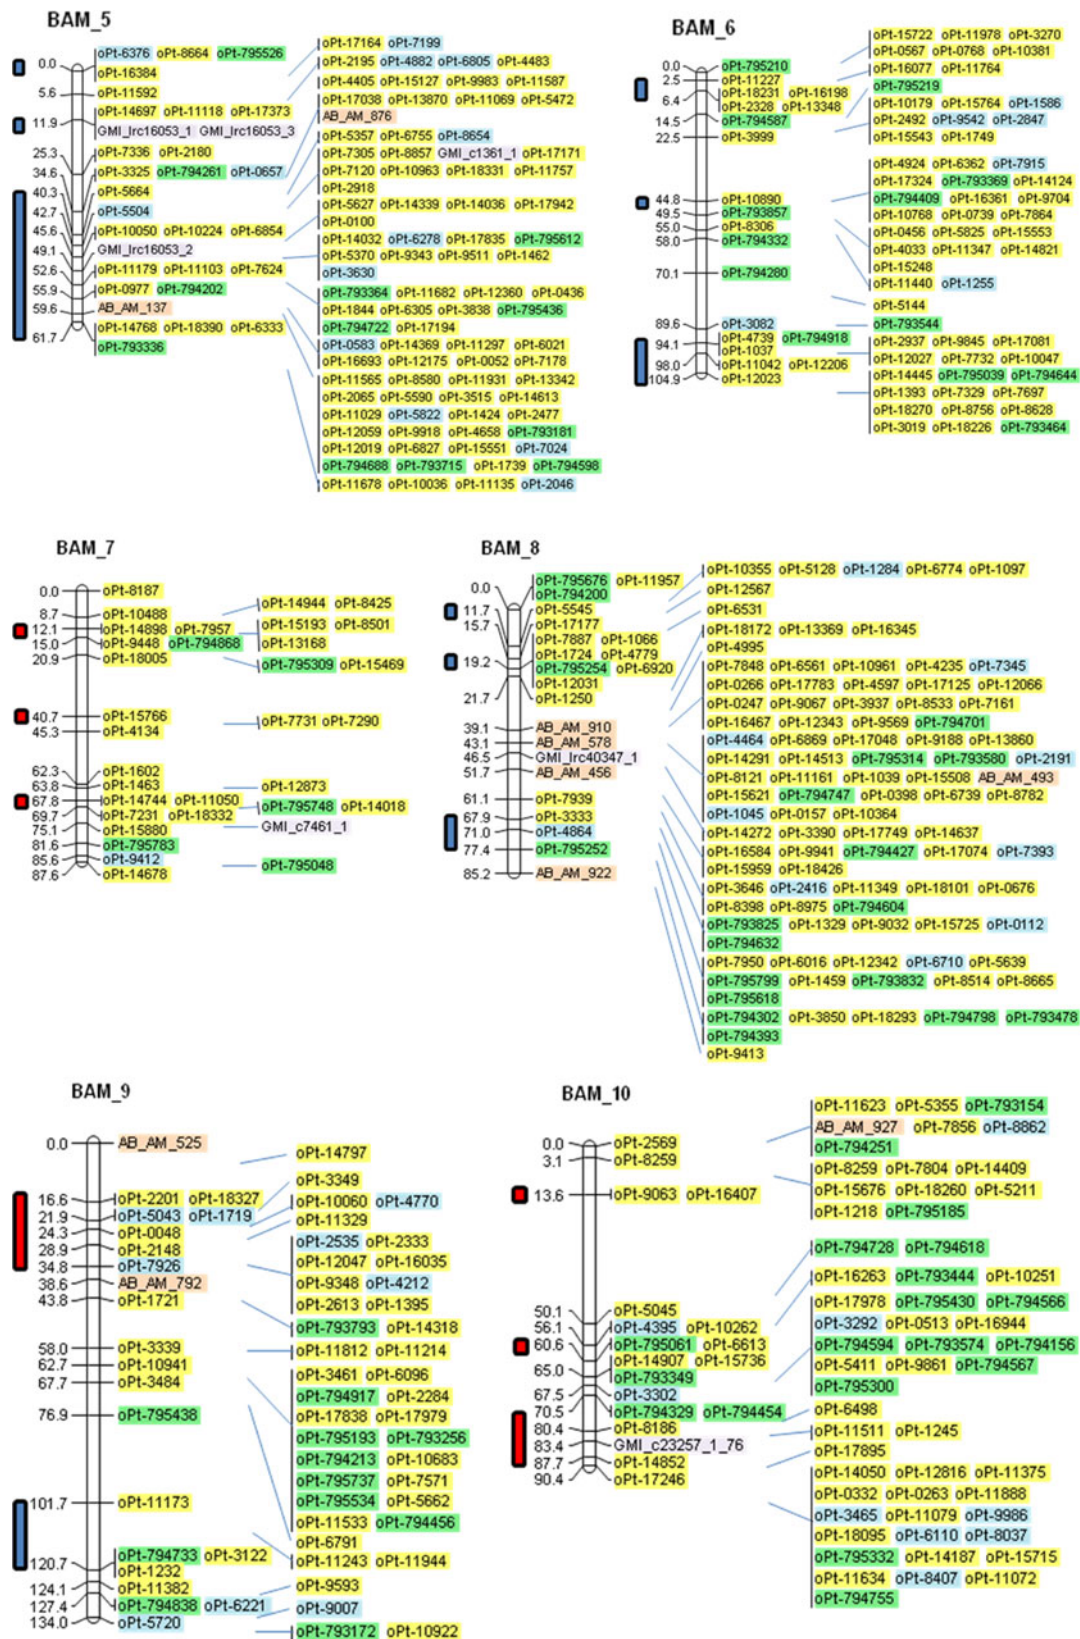 BAM_5
0.0
5.6
11.9
25.3
34.6
40.3
42.7
45.6
49.1
52.6
55.9
59.6
61.7
oPt-6376 oPt-8664 oPt-795526
oPt-16384
oPt-11592
oPt-14697 oPt-11118 oPt-17373
GMI_lrc16053_1 GMI_lrc16053_3
oPt-7336 oPt-2180
oPt-3325 oPt-794261 oPt-0657
oPt-5664
oPt-5504
oPt-10050 oPt-10224 oPt-6854
GMI_lrc16053_2
oPt-11179 oPt-11103 oPt-7624
oPt-0977 oPt-794202
AB_AM_137
oPt-14768 oPt-18390 oPt-6333
oPt-793336
oPt-17164 oPt-7199
oPt-2195 oPt-4882 oPt-6805 oPt-4483
oPt-4405 oPt-15127 oPt-9983 oPt-11587
oPt-17038 oPt-13870 oPt-11069 oPt-5472
AB_AM_876
oPt-5357 oPt-6755 oPt-8654
oPt-7305 oPt-8857 GMI_c1361_1 oPt-17171
oPt-7120 oPt-10963 oPt-18331 oPt-11757
oPt-2918
oPt-5627 oPt-14339 oPt-14036 oPt-17942
oPt-0100
oPt-14032 oPt-6278 oPt-17835 oPt-795612
oPt-5370 oPt-9343 oPt-9511 oPt-1462
oPt-3630
oPt-793364 oPt-11682 oPt-12360 oPt-0436
oPt-1844 oPt-6305 oPt-3838 oPt-795436
oPt-794722 oPt-17194
oPt-0583 oPt-14369 oPt-11297 oPt-6021
oPt-16693 oPt-12175 oPt-0052 oPt-7178
oPt-11565 oPt-8580 oPt-11931 oPt-13342
oPt-2065 oPt-5590 oPt-3515 oPt-14613
oPt-11029 oPt-5822 oPt-1424 oPt-2477
oPt-12059 oPt-9918 oPt-4658 oPt-793181
oPt-12019 oPt-6827 oPt-15551 oPt-7024
oPt-794688 oPt-793715 oPt-1739 oPt-794598
oPt-11678 oPt-10036 oPt-11135 oPt-2046
BAM_6
0.0
2.5
6.4
14.5
22.5
44.8
49.5
55.0
58.0
70.1
89.6
94.1
98.0
104.9
oPt-795210
oPt-11227
oPt-18231 oPt-16198
oPt-2328 oPt-13348
oPt-794587
oPt-3999
oPt-10890
oPt-793857
oPt-8306
oPt-794332
oPt-794280
oPt-3082
oPt-4739 oPt-794918
oPt-1037
oPt-11042 oPt-12206
oPt-12023
oPt-15722 oPt-11978 oPt-3270
oPt-0567 oPt-0768 oPt-10381
oPt-16077 oPt-11764
oPt-795219
oPt-10179 oPt-15764 oPt-1586
oPt-2492 oPt-9542 oPt-2847
oPt-15543 oPt-1749
oPt-4924 oPt-6362 oPt-7915
oPt-17324 oPt-793369 oPt-14124
oPt-794409 oPt-16361 oPt-9704
oPt-10768 oPt-0739 oPt-7864
oPt-0456 oPt-5825 oPt-15553
oPt-4033 oPt-11347 oPt-14821
oPt-15248
oPt-11440 oPt-1255
oPt-5144
oPt-793544
oPt-2937 oPt-9845 oPt-17081
oPt-12027 oPt-7732 oPt-10047
oPt-14445 oPt-795039 oPt-794644
oPt-1393 oPt-7329 oPt-7697
oPt-18270 oPt-8756 oPt-8628
oPt-3019 oPt-18226 oPt-793464
BAM_7
0.0
8.7
12.1
15.0
20.9
40.7
45.3
62.3
63.8
67.8
69.7
75.1
81.6
85.6
87.6
oPt-8187
oPt-10488
oPt-14898 oPt-7957
oPt-9448 oPt-794868
oPt-18005
oPt-15766
oPt-4134
oPt-1602
oPt-1463
oPt-14744 oPt-11050
oPt-7231 oPt-18332
oPt-15880
oPt-795783
oPt-9412
oPt-14678
oPt-14944 oPt-8425
oPt-15193 oPt-8501
oPt-13168
oPt-795309 oPt-15469
oPt-7731 oPt-7290
oPt-12873
oPt-795748 oPt-14018
GMI_c7461_1
oPt-795048
BAM_8
0.0
11.7
15.7
19.2
21.7
39.1
43.1
46.5
51.7
61.1
67.9
71.0
77.4
85.2
oPt-795676 oPt-11957
oPt-794200
oPt-5545
oPt-17177
oPt-7887 oPt-1066
oPt-1724 oPt-4779
oPt-795254 oPt-6920
oPt-12031
oPt-1250
AB_AM_910
AB_AM_578
GMI_lrc40347_1
AB_AM_456
oPt-7939
oPt-3333
oPt-4864
oPt-795252
AB_AM_922
oPt-10355 oPt-5128 oPt-1284 oPt-6774 oPt-1097
oPt-12567
oPt-6531
oPt-18172 oPt-13369 oPt-16345
oPt-4995
oPt-7848 oPt-6561 oPt-10961 oPt-4235 oPt-7345
oPt-0266 oPt-17783 oPt-4597 oPt-17125 oPt-12066
oPt-0247 oPt-9067 oPt-3937 oPt-8533 oPt-7161
oPt-16467 oPt-12343 oPt-9569 oPt-794701
oPt-4464 oPt-6869 oPt-17048 oPt-9188 oPt-13860
oPt-14291 oPt-14513 oPt-795314 oPt-793580 oPt-2191
oPt-8121 oPt-11161 oPt-1039 oPt-15508 AB_AM_493
oPt-15621 oPt-794747 oPt-0398 oPt-6739 oPt-8782
oPt-1045 oPt-0157 oPt-10364
oPt-14272 oPt-3390 oPt-17749 oPt-14637
oPt-16584 oPt-9941 oPt-794427 oPt-17074 oPt-7393
oPt-15959 oPt-18426
oPt-3646 oPt-2416 oPt-11349 oPt-18101 oPt-0676
oPt-8398 oPt-8975 oPt-794604
oPt-793825 oPt-1329 oPt-9032 oPt-15725 oPt-0112
oPt-794632
oPt-7950 oPt-6016 oPt-12342 oPt-6710 oPt-5639
oPt-795799 oPt-1459 oPt-793832 oPt-8514 oPt-8665
oPt-795618
oPt-794302 oPt-3850 oPt-18293 oPt-794798 oPt-793478
oPt-794393
oPt-9413
BAM_9
0.0
16.6
21.9
24.3
28.9
34.8
38.6
43.8
58.0
62.7
67.7
76.9
101.7
120.7
124.1
127.4
134.0
AB_AM_525
oPt-2201 oPt-18327
oPt-5043 oPt-1719
oPt-0048
oPt-2148
oPt-7926
AB_AM_792
oPt-1721
oPt-3339
oPt-10941
oPt-3484
oPt-795438
oPt-11173
oPt-794733 oPt-3122
oPt-1232
oPt-11382
oPt-794838 oPt-6221
oPt-5720
oPt-14797
oPt-3349
oPt-10060 oPt-4770
oPt-11329
oPt-2535 oPt-2333
oPt-12047 oPt-16035
oPt-9348 oPt-4212
oPt-2613 oPt-1395
oPt-793793 oPt-14318
oPt-11812 oPt-11214
oPt-3461 oPt-6096
oPt-794917 oPt-2284
oPt-17838 oPt-17979
oPt-795193 oPt-793256
oPt-794213 oPt-10683
oPt-795737 oPt-7571
oPt-795534 oPt-5662
oPt-11533 oPt-794456
oPt-6791
oPt-11243 oPt-11944
oPt-9593
oPt-9007
oPt-793172 oPt-10922
BAM_10
0.0
3.1
13.6
50.1
56.1
60.6
65.0
67.5
70.5
80.4
83.4
87.7
90.4
oPt-2569
oPt-8259
oPt-9063 oPt-16407
oPt-5045
oPt-4395 oPt-10262
oPt-795061 oPt-6613
oPt-14907 oPt-15736
oPt-793349
oPt-3302
oPt-794329 oPt-794454
oPt-8186
GMI_c23257_1_76
oPt-14852
oPt-17246
oPt-11623 oPt-5355 oPt-793154
AB_AM_927 oPt-7856 oPt-8862
oPt-794251
oPt-8259 oPt-7804 oPt-14409
oPt-15676 oPt-18260 oPt-5211
oPt-1218 oPt-795185
oPt-794728 oPt-794618
oPt-16263 oPt-793444 oPt-10251
oPt-17978 oPt-795430 oPt-794566
oPt-3292 oPt-0513 oPt-16944
oPt-794594 oPt-793574 oPt-794156
oPt-5411 oPt-9861 oPt-794567
oPt-795300
oPt-6498
oPt-11511 oPt-1245
oPt-17895
oPt-14050 oPt-12816 oPt-11375
oPt-0332 oPt-0263 oPt-11888
oPt-3465 oPt-11079 oPt-9986
oPt-18095 oPt-6110 oPt-8037
oPt-795332 oPt-14187 oPt-15715
oPt-11634 oPt-8407 oPt-11072
oPt-794755